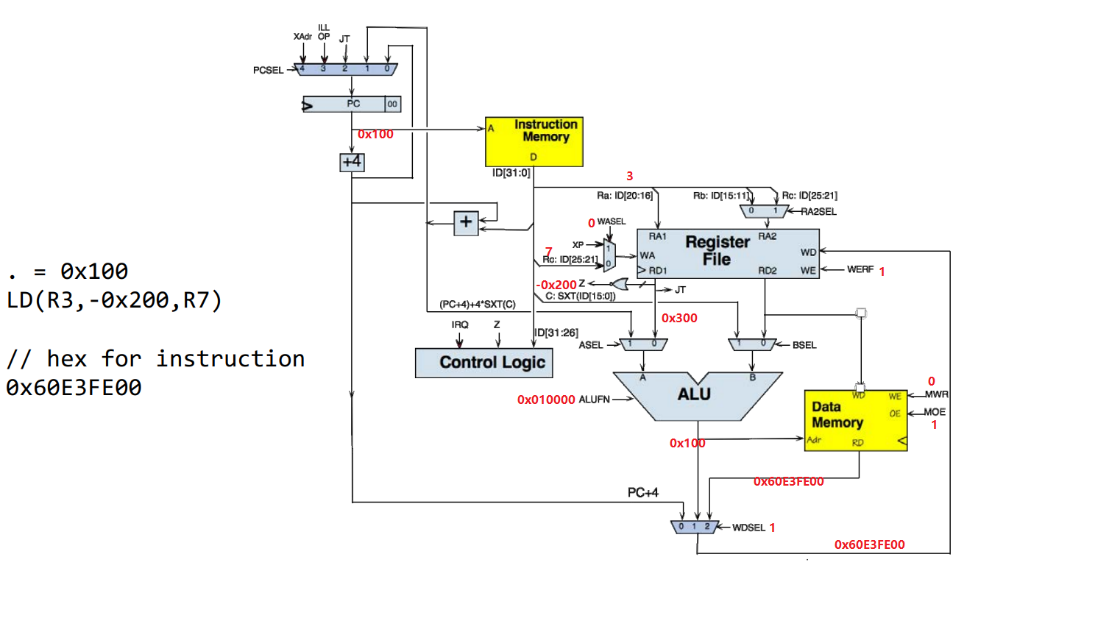 . = 0x100
LD(R3,-0x200,R7)
// hex for instruction
0x60E3FE00
XAdr
ILL
OP
JT
PCSEL
4 3 2 1 0
PC
00
0x100
+4
A
Instruction
Memory
D
ID[31:0]
3
Ra: ID[20:16]
Rb: ID[15:11]
Rc: ID[25:21]
0 1
RA2SEL
+
0 WASEL
XP
1
0
7
Rc: ID[25:21]
RA1
RA2
Register
File
WA
WD
RD1
RD2
WE
WERF 1
-0x200 Z
JT
C: SXT(ID[15:0])
(PC+4)+4*SXT(C)
0x300
IRQ
Z
ID[31:26]
Control Logic
ASEL
1 0
1 0
BSEL
A
B
ALU
0x010000 ALUFN
WD
WE
OE
0
MWR
MOE
1
Data
Memory
Adr
RD
0x100
0x60E3FE00
PC+4
0 1 2
WDSEL 1
0x60E3FE00